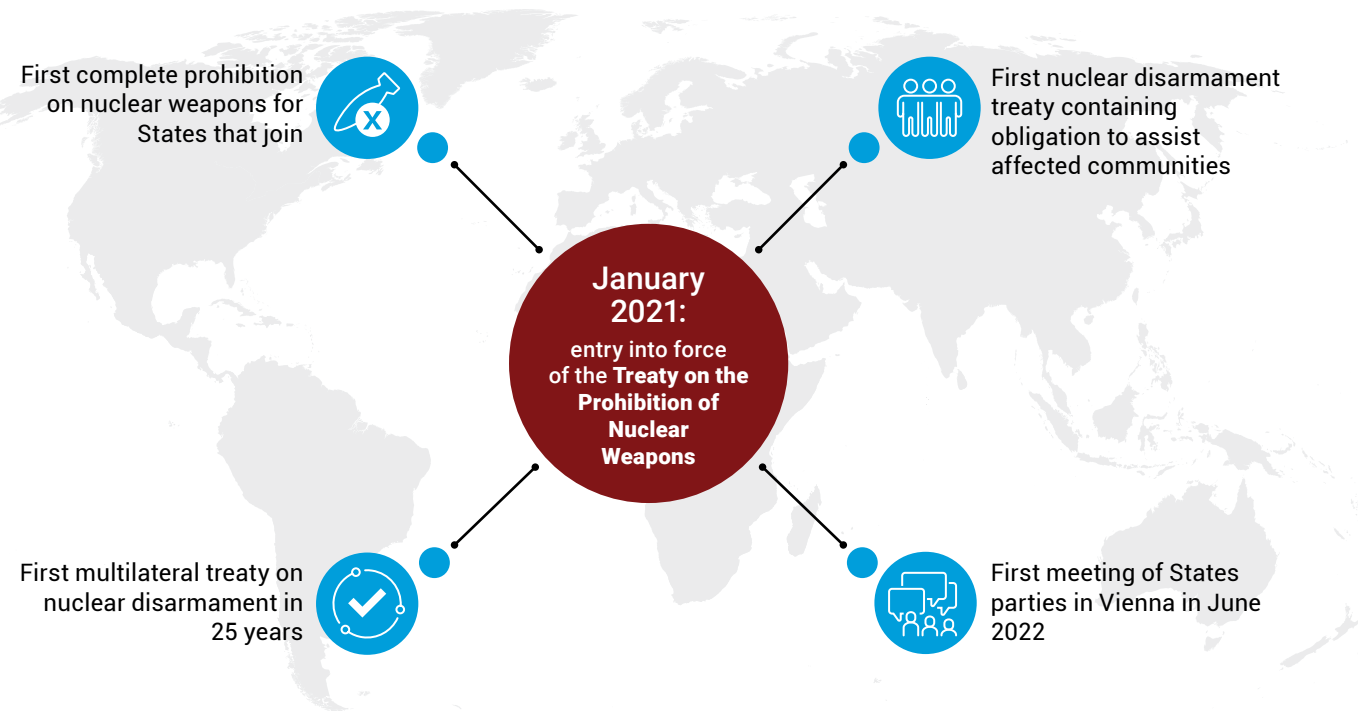 First complete prohibition
on nuclear weapons for
States that join
X
First nuclear disarmament
treaty containing
obligation to assist
affected communities
January
2021:
entry into force
of the Treaty on the
Prohibition of
Nuclear
Weapons
First multilateral treaty on
nuclear disarmament in
25 years
First meeting of States
parties in Vienna in June
2022